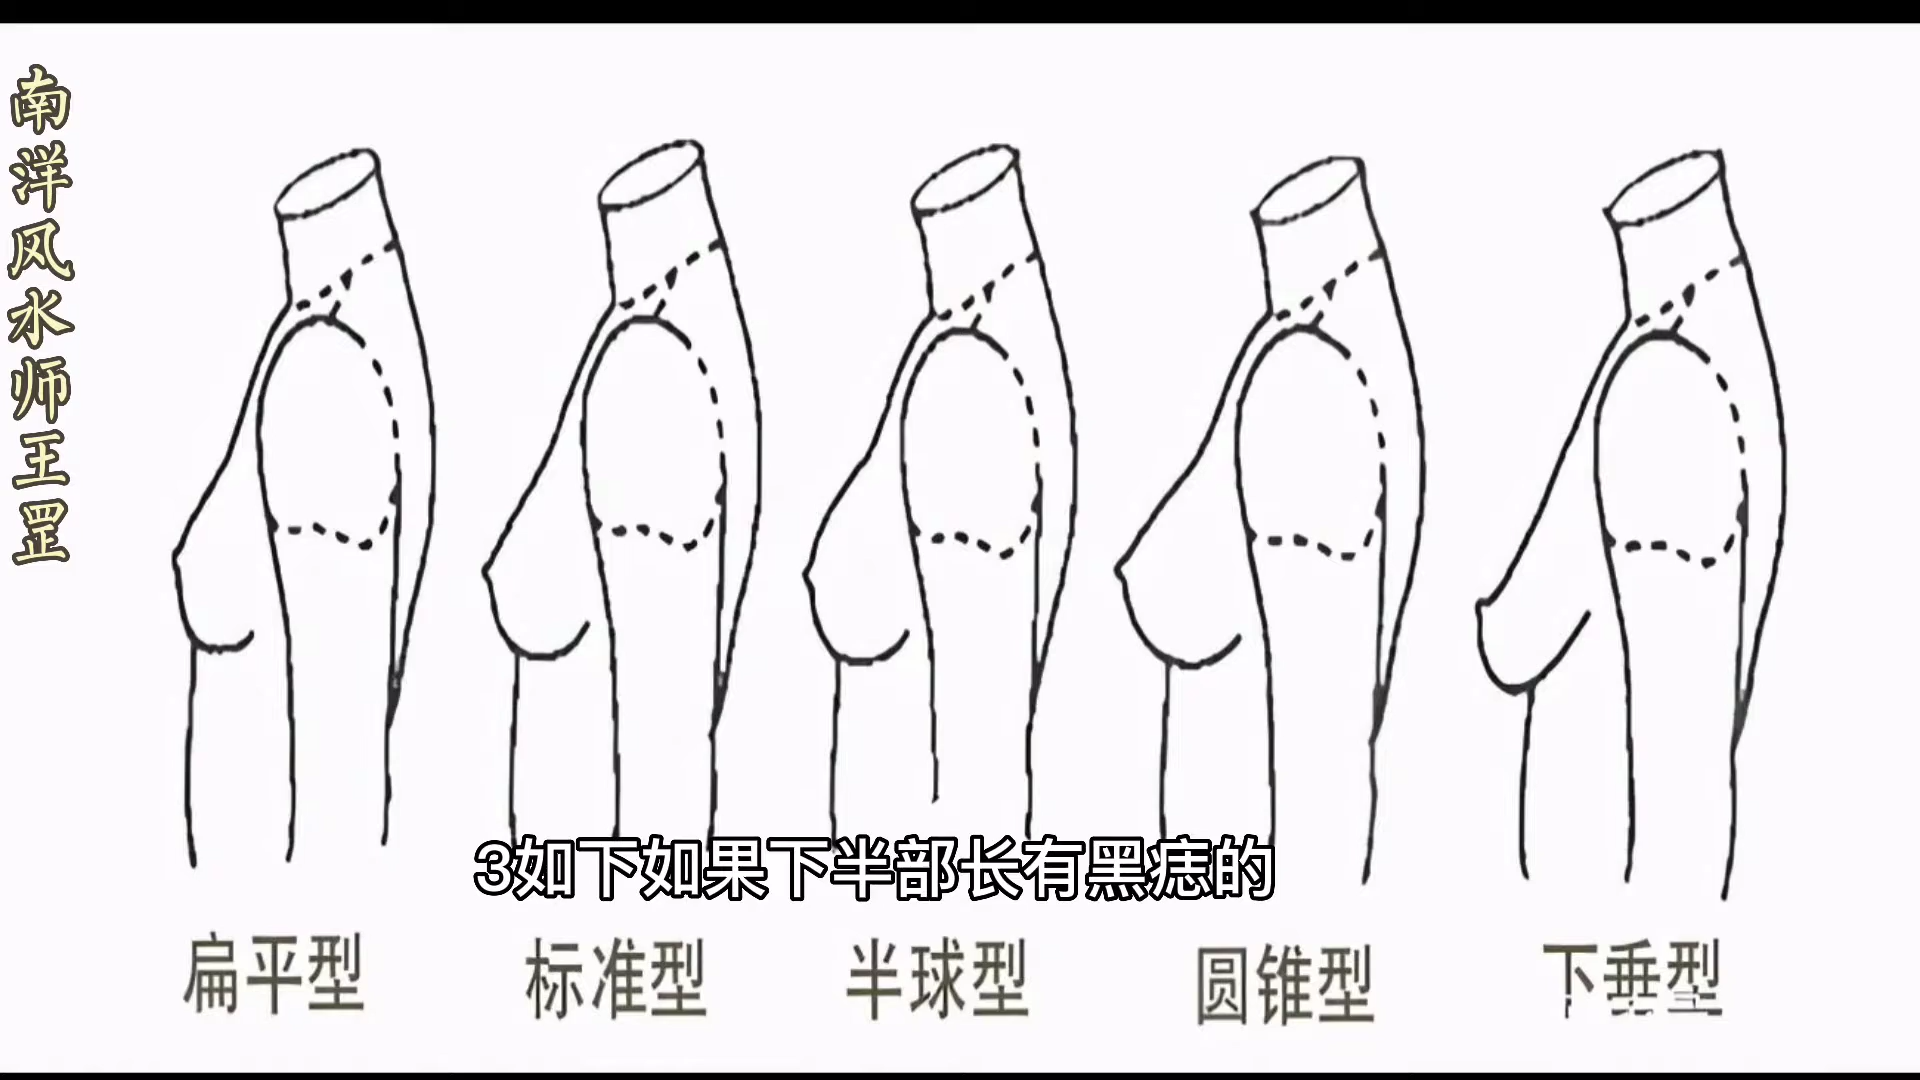 南洋风水师王罡
3如下如果下半部长有黑痣的
扁平型
标准型
半球型
圆锥型
下垂型